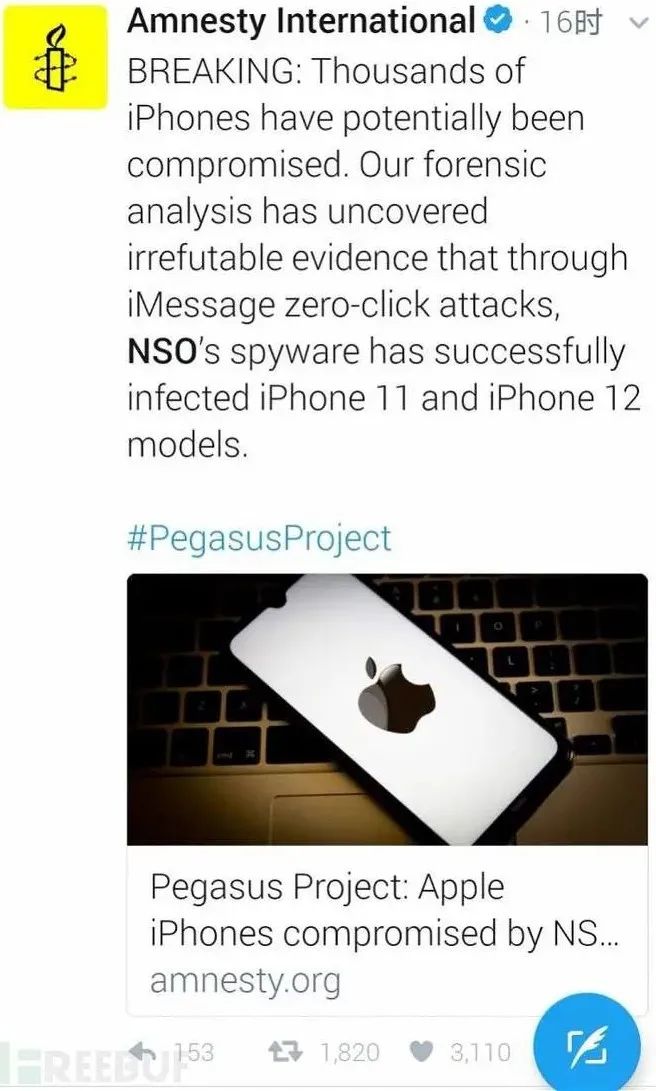 Amnesty International · 16时
BREAKING: Thousands of
iPhones have potentially been
compromised. Our forensic
analysis has uncovered
irrefutable evidence that through
iMessage zero-click attacks,
NSO's spyware has successfully
infected iPhone 11 and iPhone 12
models.
#PegasusProject
Pegasus Project: Apple
iPhones compromised by NS...
amnesty.org
153 1,820 3,110
REEBUF